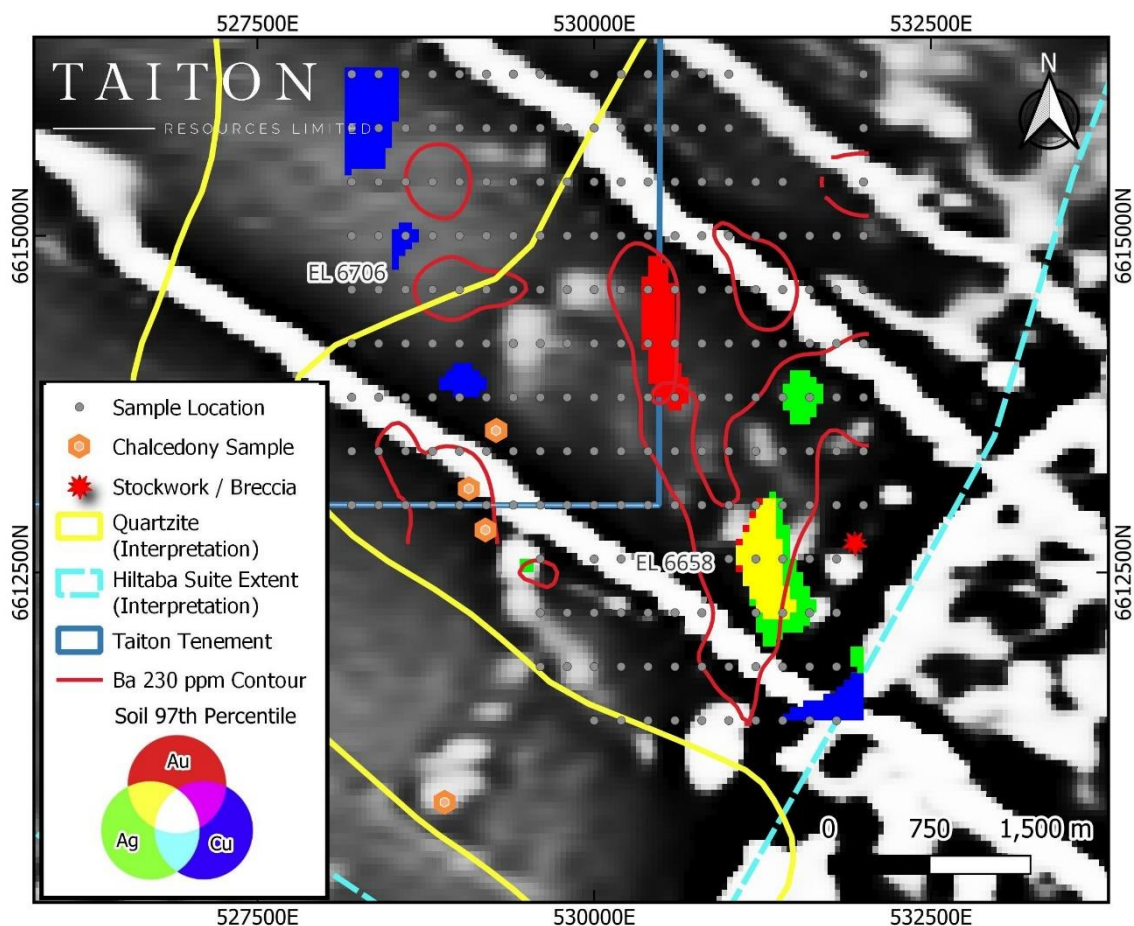 527500E 530000E 532500E
TAITON
RESOURCES LIMITED
N
6615000N
6615000N
EL 6706
Sample Location
Chalcedony Sample
Stockwork / Breccia
Quartzite
(Interpretation)
Hiltaba Suite Extent
(Interpretation)
Taiton Tenement
Ba 230 ppm Contour
Soil 97th Percentile
Au
Ag
Cu
EL 6658
6612500N
6612500N
0 750 1,500 m
527500E 530000E 532500E